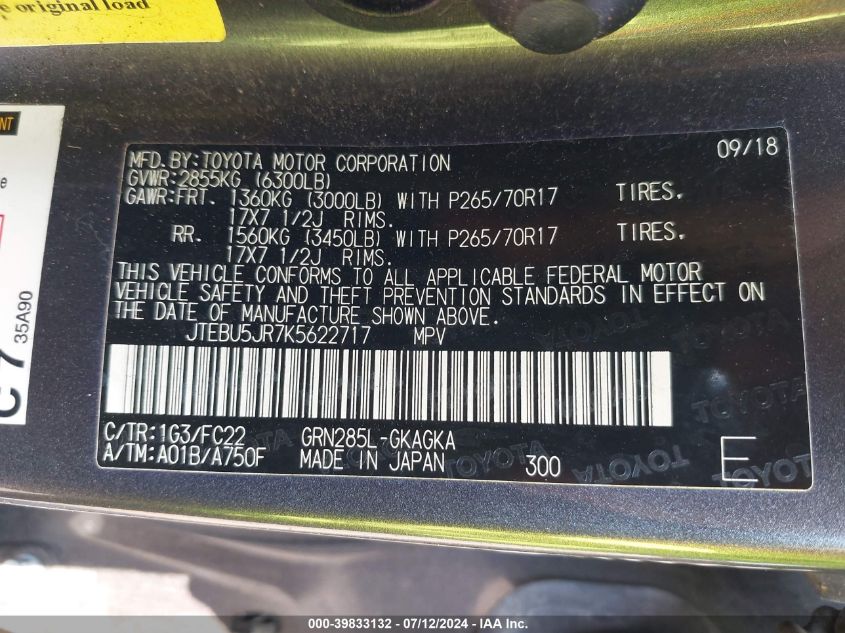 e original load
NT
e
35A90
C 7
09/18
MFD. BY: TOYOTA MOTOR CORPORATION
GVWR: 2855KG (6300LB)
GAWR: FRT. 1360KG (3000LB) WITH P265/70R17 TIRES.
17X7 1/2J RIMS.
RR. 1560KG (3450LB) WITH P265/70R17 TIRES.
17X7 1/2J RIMS.
THIS VEHICLE CONFORMS TO ALL APPLICABLE FEDERAL MOTOR
VEHICLE SAFETY AND THEFT PREVENTION STANDARDS IN EFFECT ON
THE DATE OF MANUFACTURE SHOWN ABOVE.
JTEBU5JR7K5622717 MPV
C/TR: 1G3/FC22 GRN285L-GKAGKA
A/TM: A01B/A750F MADE IN JAPAN 300 E
000-39833132 - 07/12/2024 - IAA Inc.